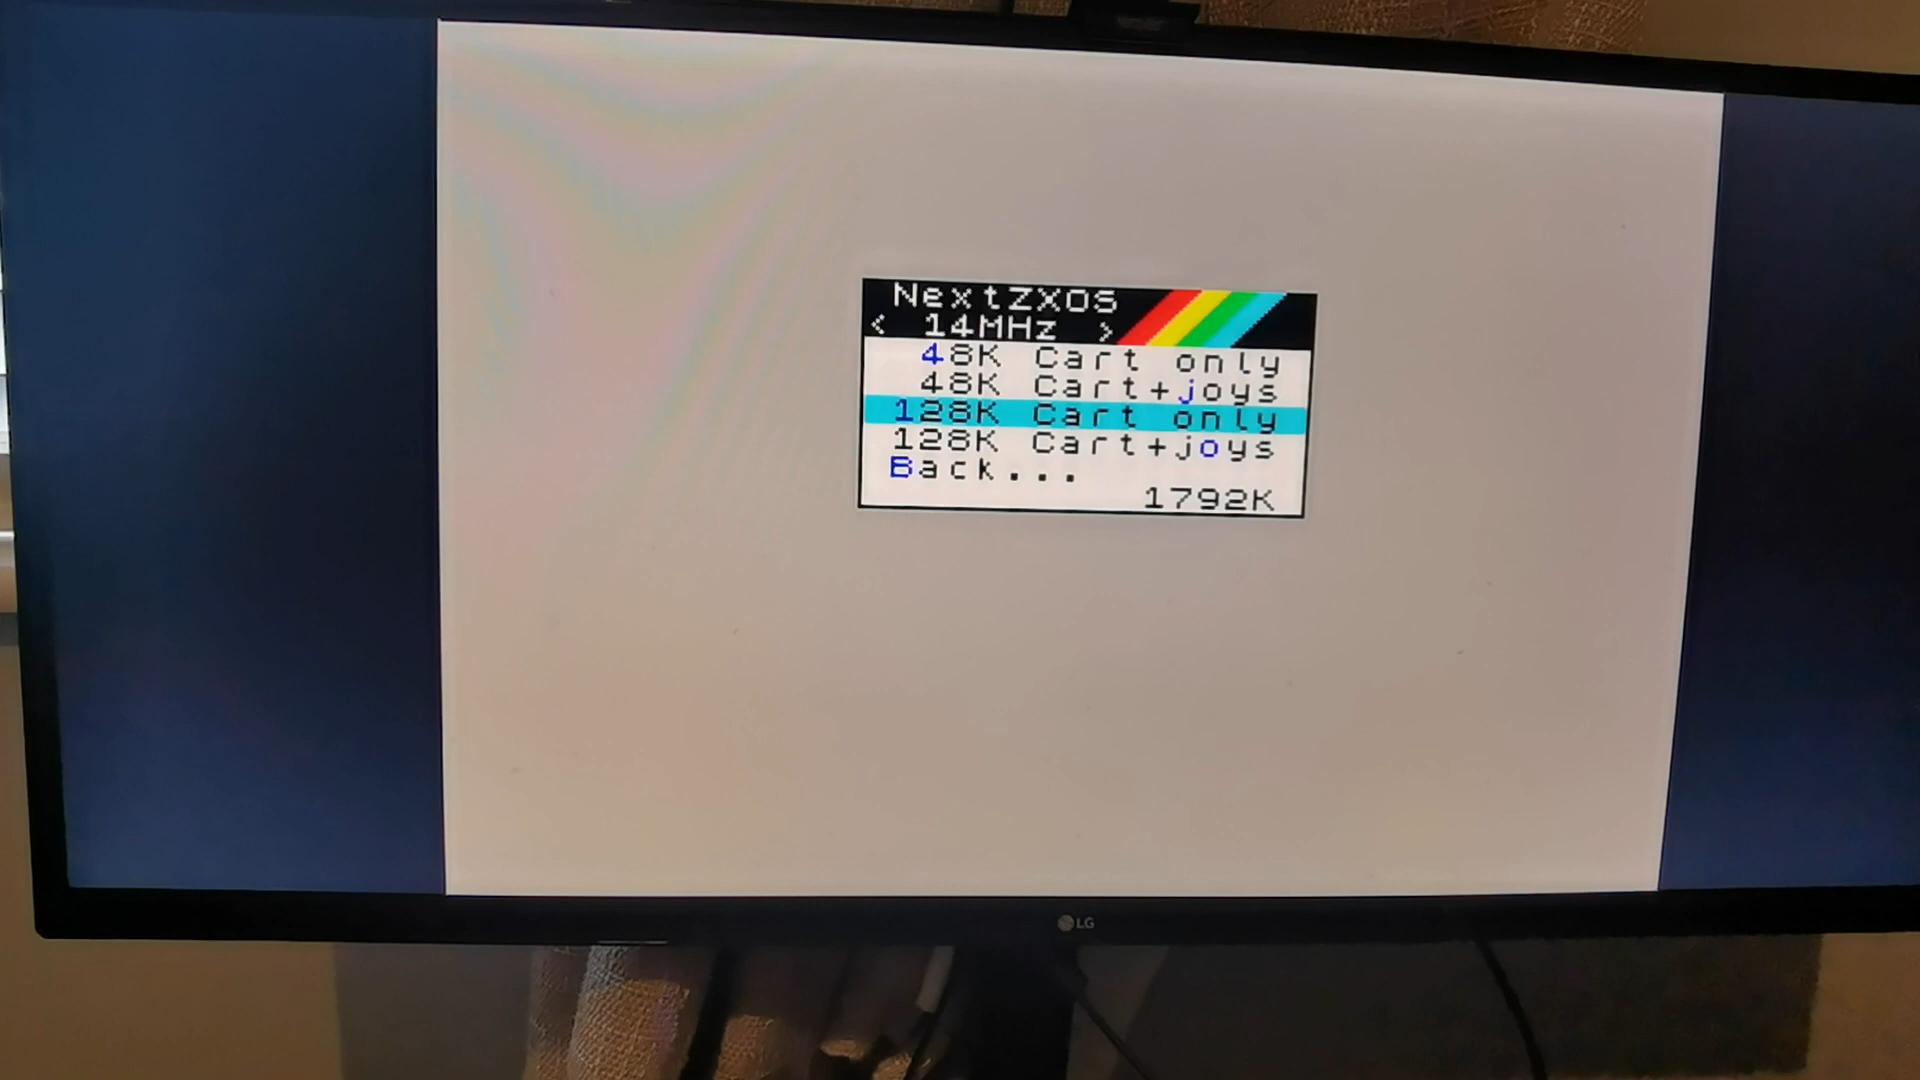 NextZXOS
< 14MHz >
48K Cart only
48K Cart+joys
128K Cart only
128K Cart+joys
Back...
1792K
LG